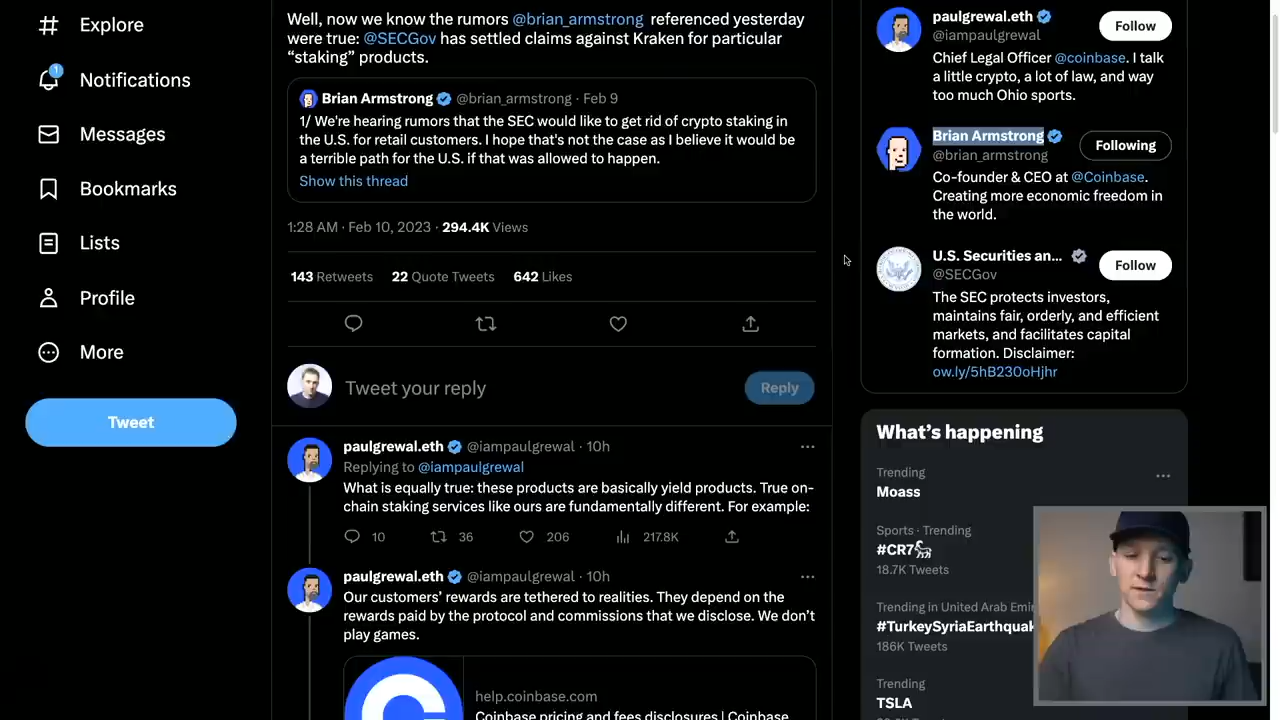 Explore
1
Notifications
Messages
Bookmarks
Lists
Profile
More
Tweet
Well, now we know the rumors @brian_armstrong referenced yesterday
were true: @SECGov has settled claims against Kraken for particular
“staking” products.
Brian Armstrong @brian_armstrong · Feb 9
1/ We're hearing rumors that the SEC would like to get rid of crypto staking in
the U.S. for retail customers. I hope that's not the case as I believe it would be
a terrible path for the U.S. if that was allowed to happen.
Show this thread
1:28 AM · Feb 10, 2023 · 294.4K Views
143 Retweets 22 Quote Tweets 642 Likes
Tweet your reply
Reply
paulgrewal.eth @iampaulgrewal · 10h
Replying to @iampaulgrewal
What is equally true: these products are basically yield products. True on-
chain staking services like ours are fundamentally different. For example:
10 36 206 217.8K
paulgrewal.eth @iampaulgrewal · 10h
Our customers’ rewards are tethered to realities. They depend on the
rewards paid by the protocol and commissions that we disclose. We don’t
play games.
help.coinbase.com
Coinbase pricing and fees disclosures | Coinbase
paulgrewal.eth
@iampaulgrewal
Follow
Chief Legal Officer @coinbase. I talk
a little crypto, a lot of law, and way
too much Ohio sports.
Brian Armstrong
@brian_armstrong
Following
Co-founder & CEO at @Coinbase.
Creating more economic freedom in
the world.
U.S. Securities an...
@SECGov
Follow
The SEC protects investors,
maintains fair, orderly, and efficient
markets, and facilitates capital
formation. Disclaimer:
ow.ly/5hB230oHjhr
What’s happening
Trending
Moass
Sports · Trending
#CR7
18.7K Tweets
Trending in United Arab Emir
#TurkeySyriaEarthquak
186K Tweets
Trending
TSLA